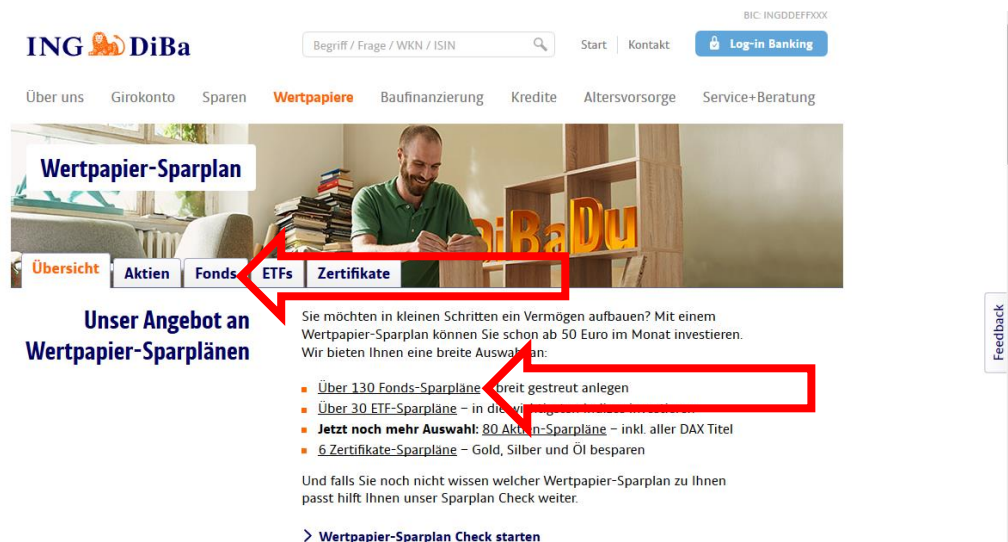 BIC: INGDDEFFXXX
ING DiBa
Begriff / Frage / WKN / ISIN
Start Kontakt
Log-in Banking
Über uns Girokonto Sparen Wertpapiere Baufinanzierung Kredite Altersvorsorge Service+Beratung
Wertpapier-Sparplan
DiBaDu
Übersicht Aktien Fonds ETFs Zertifikate
Unser Angebot an
Wertpapier-Sparplänen
Sie möchten in kleinen Schritten ein Vermögen aufbauen? Mit einem
Wertpapier-Sparplan können Sie schon ab 50 Euro im Monat investieren.
Wir bieten Ihnen eine breite Auswahl an:
Über 130 Fonds-Sparpläne breit gestreut anlegen
Über 30 ETF-Sparpläne – in die wichtigsten Indizes investieren
Jetzt noch mehr Auswahl: 80 Aktien-Sparpläne – inkl. aller DAX Titel
6 Zertifikate-Sparpläne – Gold, Silber und Öl besparen
Und falls Sie noch nicht wissen welcher Wertpapier-Sparplan zu Ihnen
passt hilft Ihnen unser Sparplan Check weiter.
Wertpapier-Sparplan Check starten
Feedback